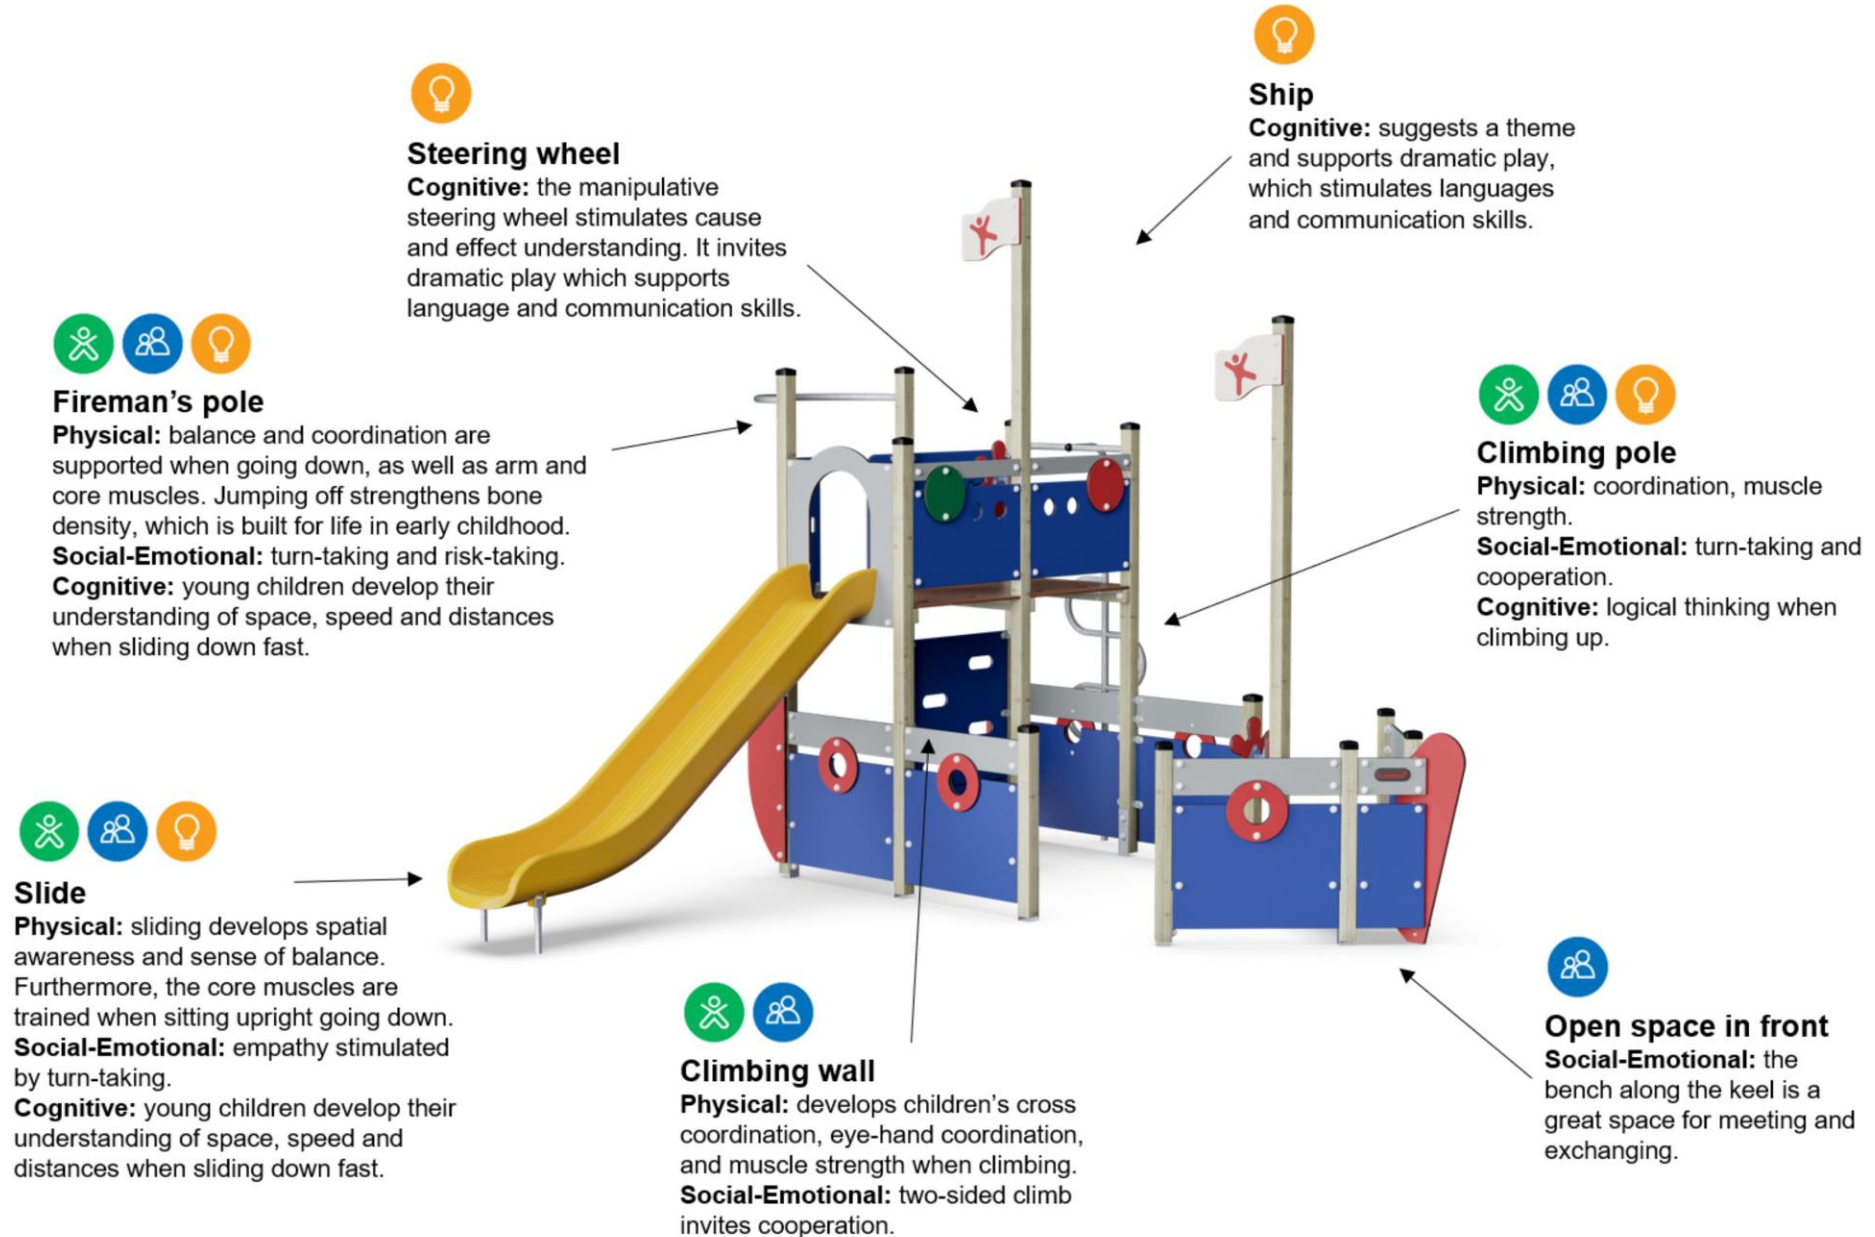 Ship
Cognitive: suggests a theme
and supports dramatic play,
which stimulates languages
and communication skills.
Steering wheel
Cognitive: the manipulative
steering wheel stimulates cause
and effect understanding. It invites
dramatic play which supports
language and communication skills.
Fireman’s pole
Physical: balance and coordination are
supported when going down, as well as arm and
core muscles. Jumping off strengthens bone
density, which is built for life in early childhood.
Social-Emotional: turn-taking and risk-taking.
Cognitive: young children develop their
understanding of space, speed and distances
when sliding down fast.
Climbing pole
Physical: coordination, muscle
strength.
Social-Emotional: turn-taking and
cooperation.
Cognitive: logical thinking when
climbing up.
Slide
Physical: sliding develops spatial
awareness and sense of balance.
Furthermore, the core muscles are
trained when sitting upright going down.
Social-Emotional: empathy stimulated
by turn-taking.
Cognitive: young children develop their
understanding of space, speed and
distances when sliding down fast.
Climbing wall
Physical: develops children’s cross
coordination, eye-hand coordination,
and muscle strength when climbing.
Social-Emotional: two-sided climb
invites cooperation.
Open space in front
Social-Emotional: the
bench along the keel is a
great space for meeting and
exchanging.